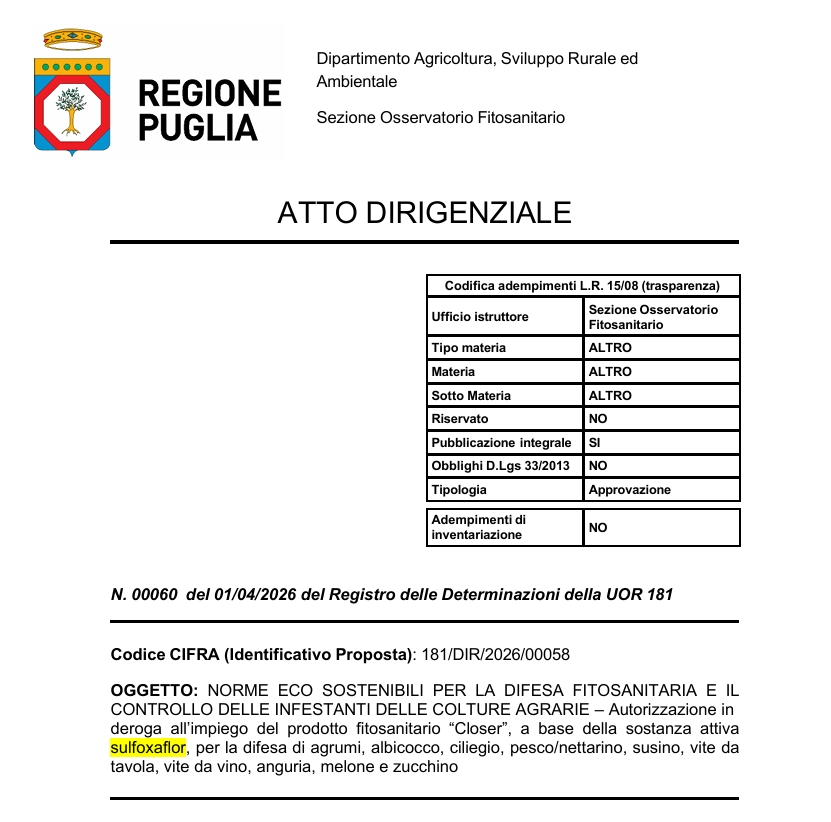 REGIONE
PUGLIA
Dipartimento Agricoltura, Sviluppo Rurale ed
Ambientale
Sezione Osservatorio Fitosanitario
ATTO DIRIGENZIALE
Codifica adempimenti L.R. 15/08 (trasparenza)
Ufficio istruttore Sezione Osservatorio Fitosanitario
Tipo materia ALTRO
Materia ALTRO
Sotto Materia ALTRO
Riservato NO
Pubblicazione integrale SI
Obblighi D.Lgs 33/2013 NO
Tipologia Approvazione
Adempimenti di inventariazione NO
N. 00060 del 01/04/2026 del Registro delle Determinazioni della UOR 181
Codice CIFRA (Identificativo Proposta): 181/DIR/2026/00058
OGGETTO: NORME ECO SOSTENIBILI PER LA DIFESA FITOSANITARIA E IL
CONTROLLO DELLE INFESTANTI DELLE COLTURE AGRARIE – Autorizzazione in
deroga all’impiego del prodotto fitosanitario “Closer”, a base della sostanza attiva
sulfoxaflor, per la difesa di agrumi, albicocco, ciliegio, pesco/nettarino, susino, vite da
tavola, vite da vino, anguria, melone e zucchino